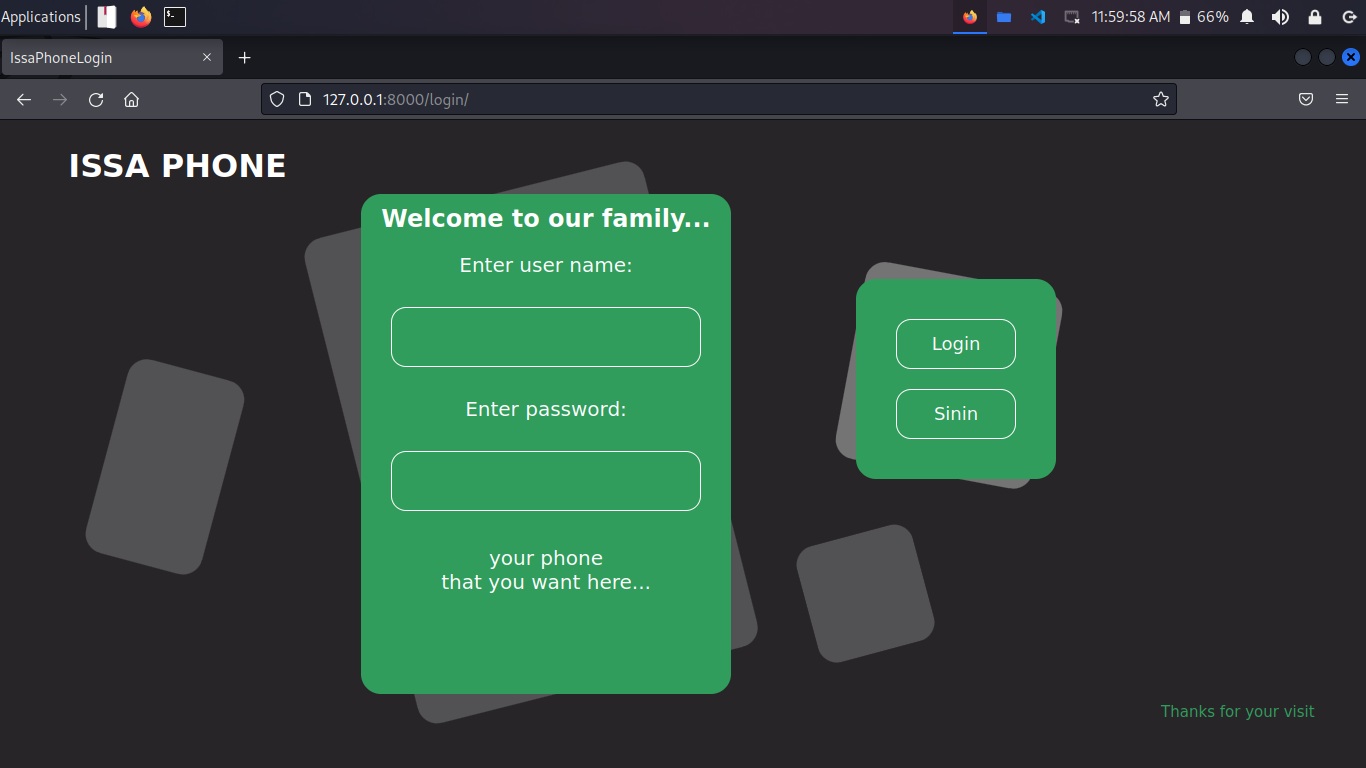 Applications
11:59:58 AM 66%
IssaPhoneLogin
127.0.0.1:8000/login/
ISSA PHONE
Welcome to our family...
Enter user name:
Enter password:
your phone
that you want here...
Login
Sinin
Thanks for your visit